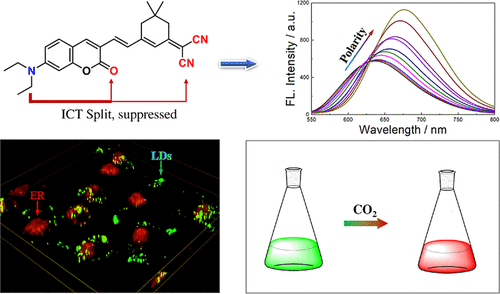 N
O
O
CN
CN
ICT Split, suppressed
FL. Intensity / a.u.
1200
1000
800
600
400
200
0
Polarity
550 600 650 700 750 800
Wavelength / nm
ER
LDs
CO2